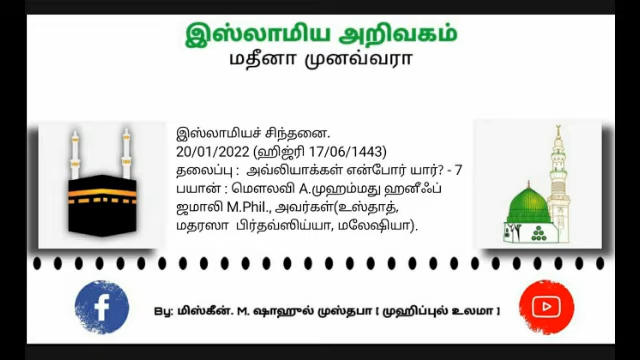 இஸ்லாமிய அறிவகம்
மதீனா முனவ்வரா
இஸ்லாமியச் சிந்தனை.
20/01/2022 (ஹிஜ்ரி 17/06/1443)
தலைப்பு : அவ்லியாக்கள் என்போர் யார்? - 7
பயான் : மௌலவி A.முஹம்மது ஹனீஃப்
ஜமாலி M.Phil., அவர்கள்(உஸ்தாத்,
மதரஸா பிர்தவ்ஸிய்யா, மலேஷியா).
By: மிஸ்கீன். M. ஷாஹுல் முஸ்தபா [ முஹிப்புல் உலமா ]